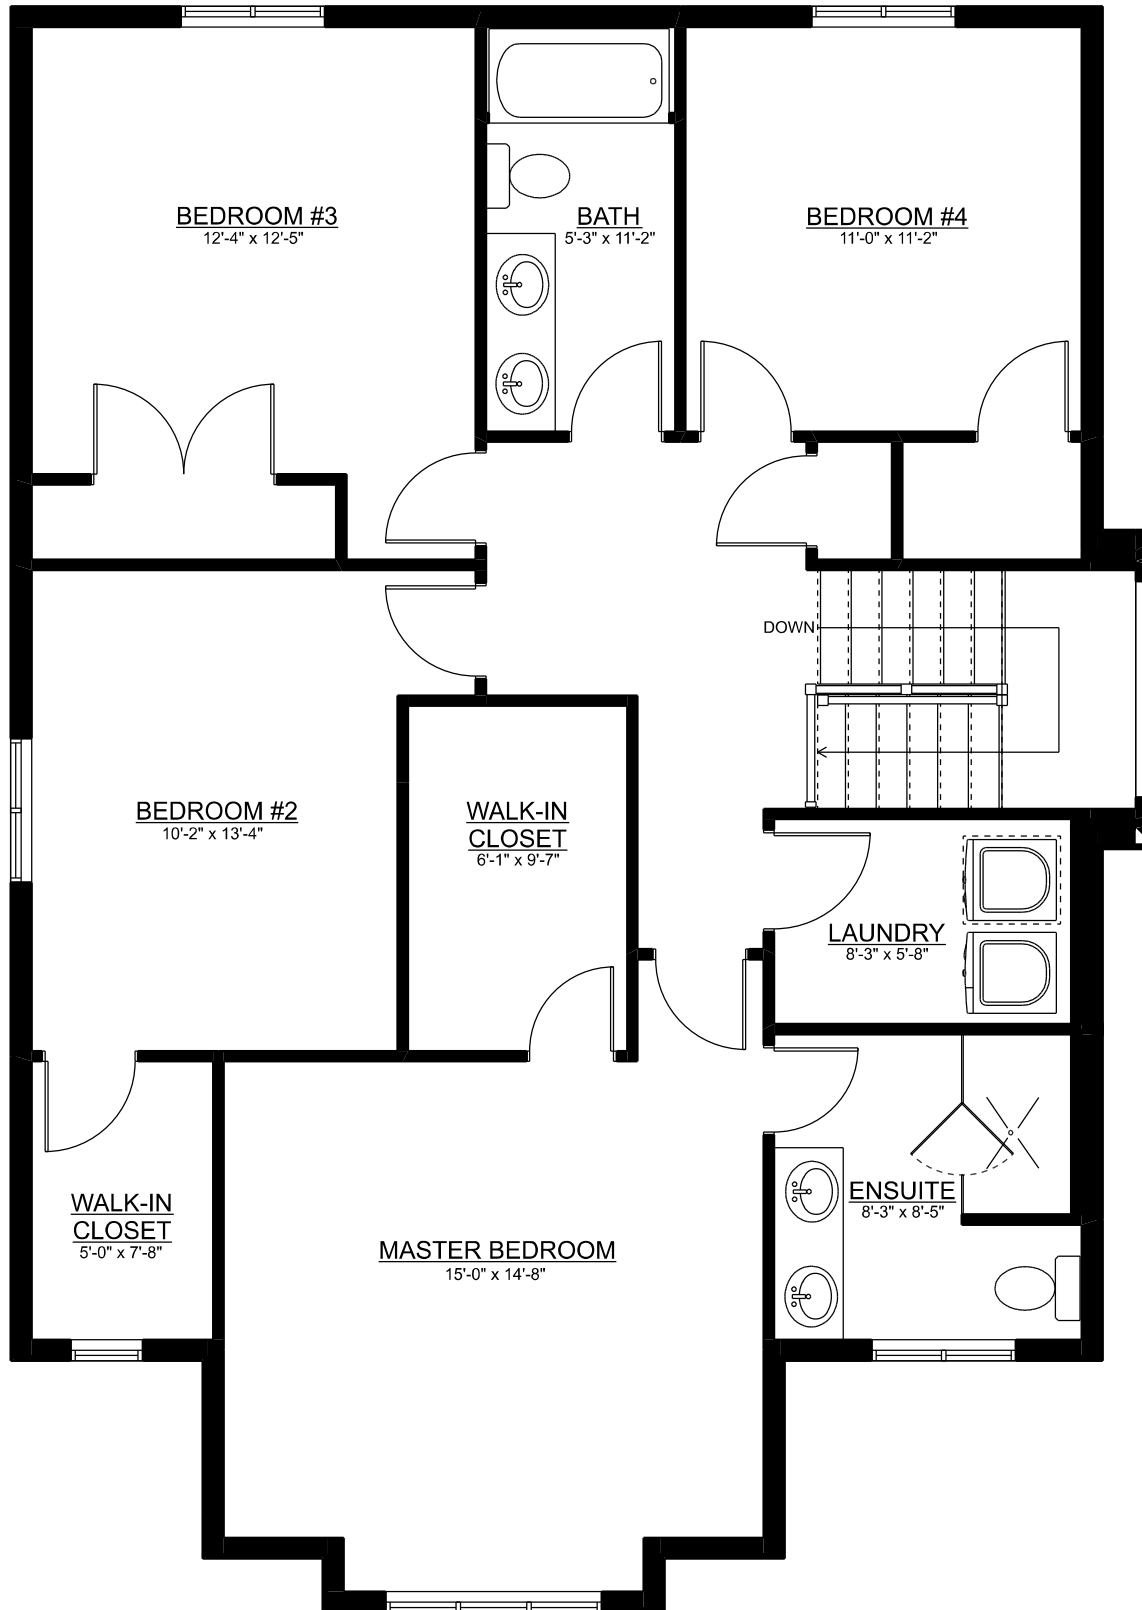 BEDROOM #3
12'-4" x 12'-5"
BATH
5'-3" x 11'-2"
BEDROOM #4
11'-0" x 11'-2"
DOWN
BEDROOM #2
10'-2" x 13'-4"
WALK-IN
CLOSET
6'-1" x 9'-7"
LAUNDRY
8'-3" x 5'-8"
WALK-IN
CLOSET
5'-0" x 7'-8"
MASTER BEDROOM
15'-0" x 14'-8"
ENSUITE
8'-3" x 8'-5"